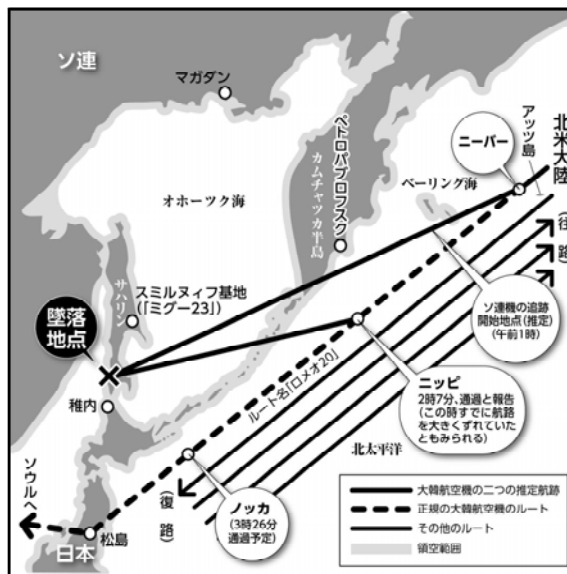 ソ連
マガダン
オホーツク海
ペトロパブロフスク
カムチャツカ半島
ベーリング海
ニーバー
アッツ島
北米大陸
(往路)
サハリン
スミルヌィフ基地
(「ミグー23」)
墜落
地点
稚内
ソ連機の追跡
開始地点(推定)
(午前1時)
ルート名「ロメオ20」
ニッピ
2時7分、通過と報告
(この時すでに航路
を大きくずれていた
ともみられる)
北太平洋
ノッカ
(3時26分
通過予定)
(復路)
ソウルへ
松島
日本
大韓航空機の二つの推定航跡
正規の大韓航空機のルート
その他のルート
領空範囲